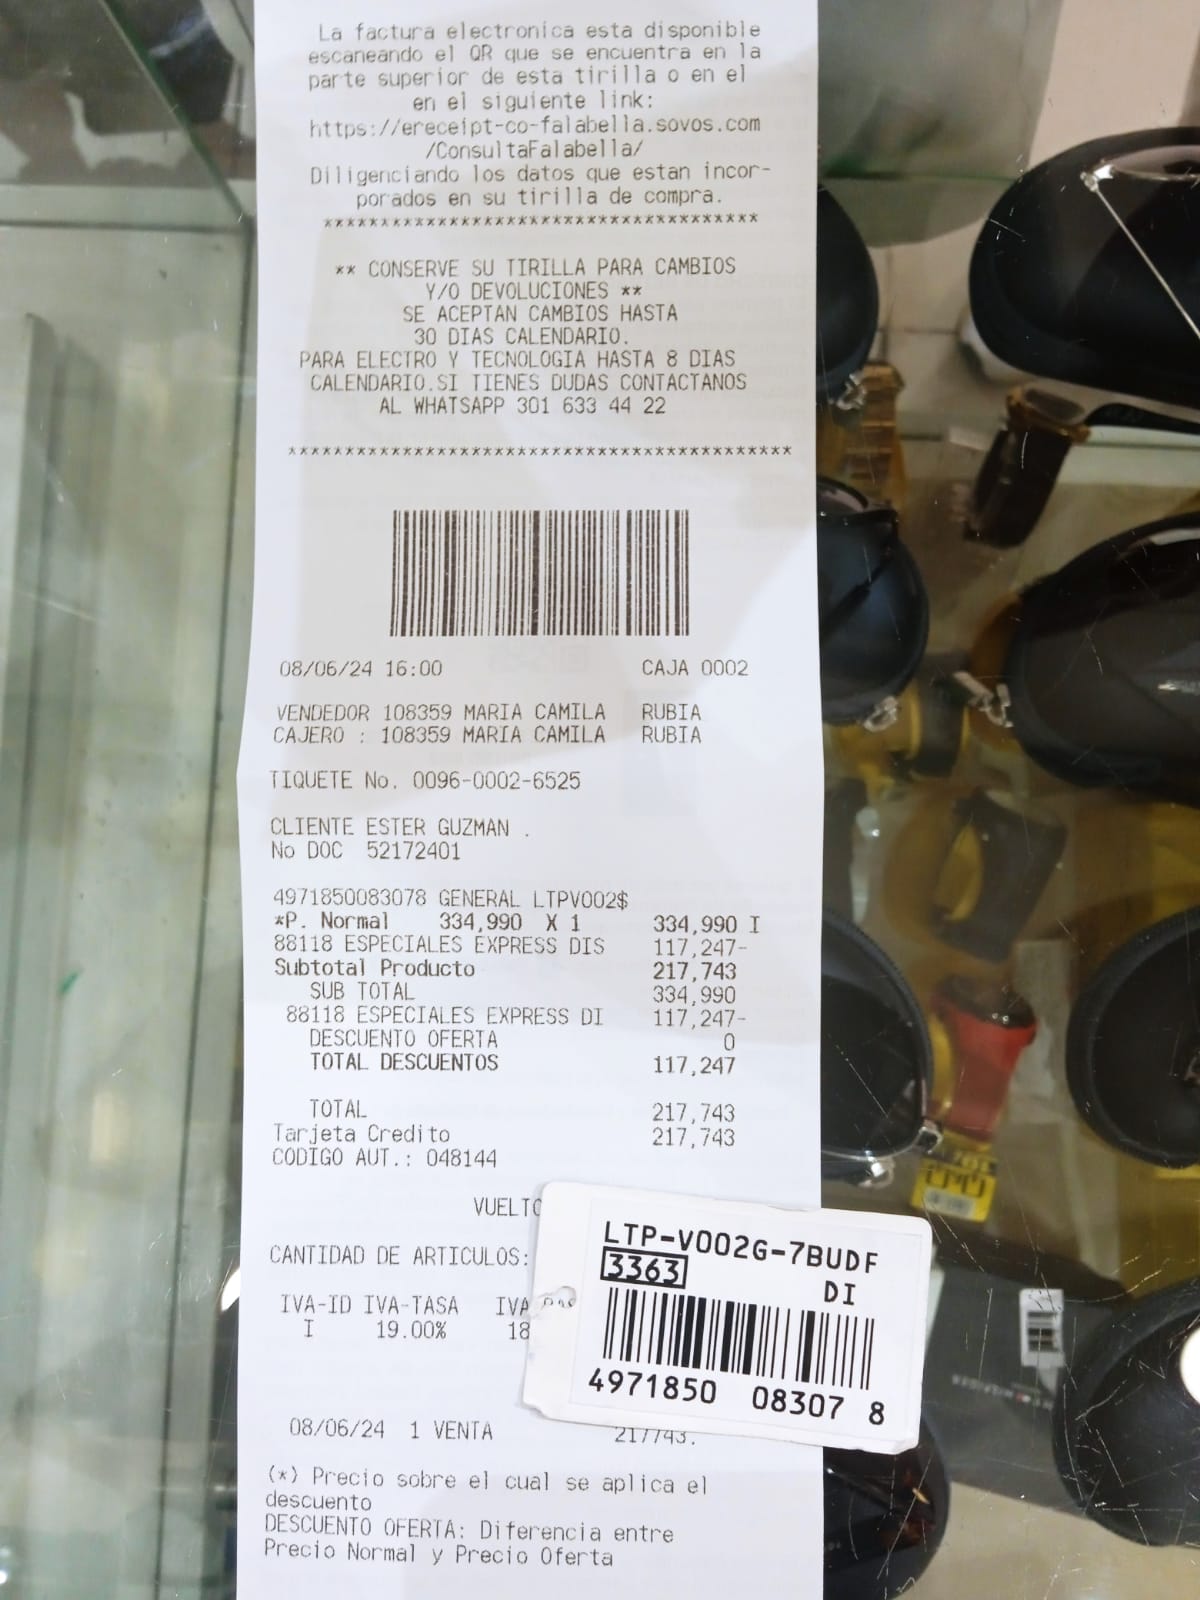 La factura electronica esta disponible
escaneando el QR que se encuentra en la
parte superior de esta tirilla o en el
en el siguiente link:
https://ereceipt-co-falabella.sovos.com
/ConsultaFalabella/
Diligenciando los datos que estan incor-
porados en su tirilla de compra.
**************************************
** CONSERVE SU TIRILLA PARA CAMBIOS
Y/O DEVOLUCIONES **
SE ACEPTAN CAMBIOS HASTA
30 DIAS CALENDARIO.
PARA ELECTRO Y TECNOLOGIA HASTA 8 DIAS
CALENDARIO.SI TIENES DUDAS CONTACTANOS
AL WHATSAPP 301 633 44 22
********************************************
08/06/24 16:00 CAJA 0002
VENDEDOR 108359 MARIA CAMILA RUBIA
CAJERO : 108359 MARIA CAMILA RUBIA
TIQUETE No. 0096-0002-6525
CLIENTE ESTER GUZMAN .
No DOC 52172401
4971850083078 GENERAL LTPV002$
*P. Normal 334,990 X 1 334,990 I
88118 ESPECIALES EXPRESS DIS 117,247-
Subtotal Producto 217,743
SUB TOTAL 334,990
88118 ESPECIALES EXPRESS DI 117,247-
DESCUENTO OFERTA 0
TOTAL DESCUENTOS 117,247
TOTAL 217,743
Tarjeta Credito 217,743
CODIGO AUT.: 048144
VUELTO
CANTIDAD DE ARTICULOS:
IVA-ID IVA-TASA IVA
I 19.00% 18
LTP-V002G-7BUDF
3363 DI
4971850 08307 8
08/06/24 1 VENTA 217743.
(*) Precio sobre el cual se aplica el
descuento
DESCUENTO OFERTA: Diferencia entre
Precio Normal y Precio Oferta